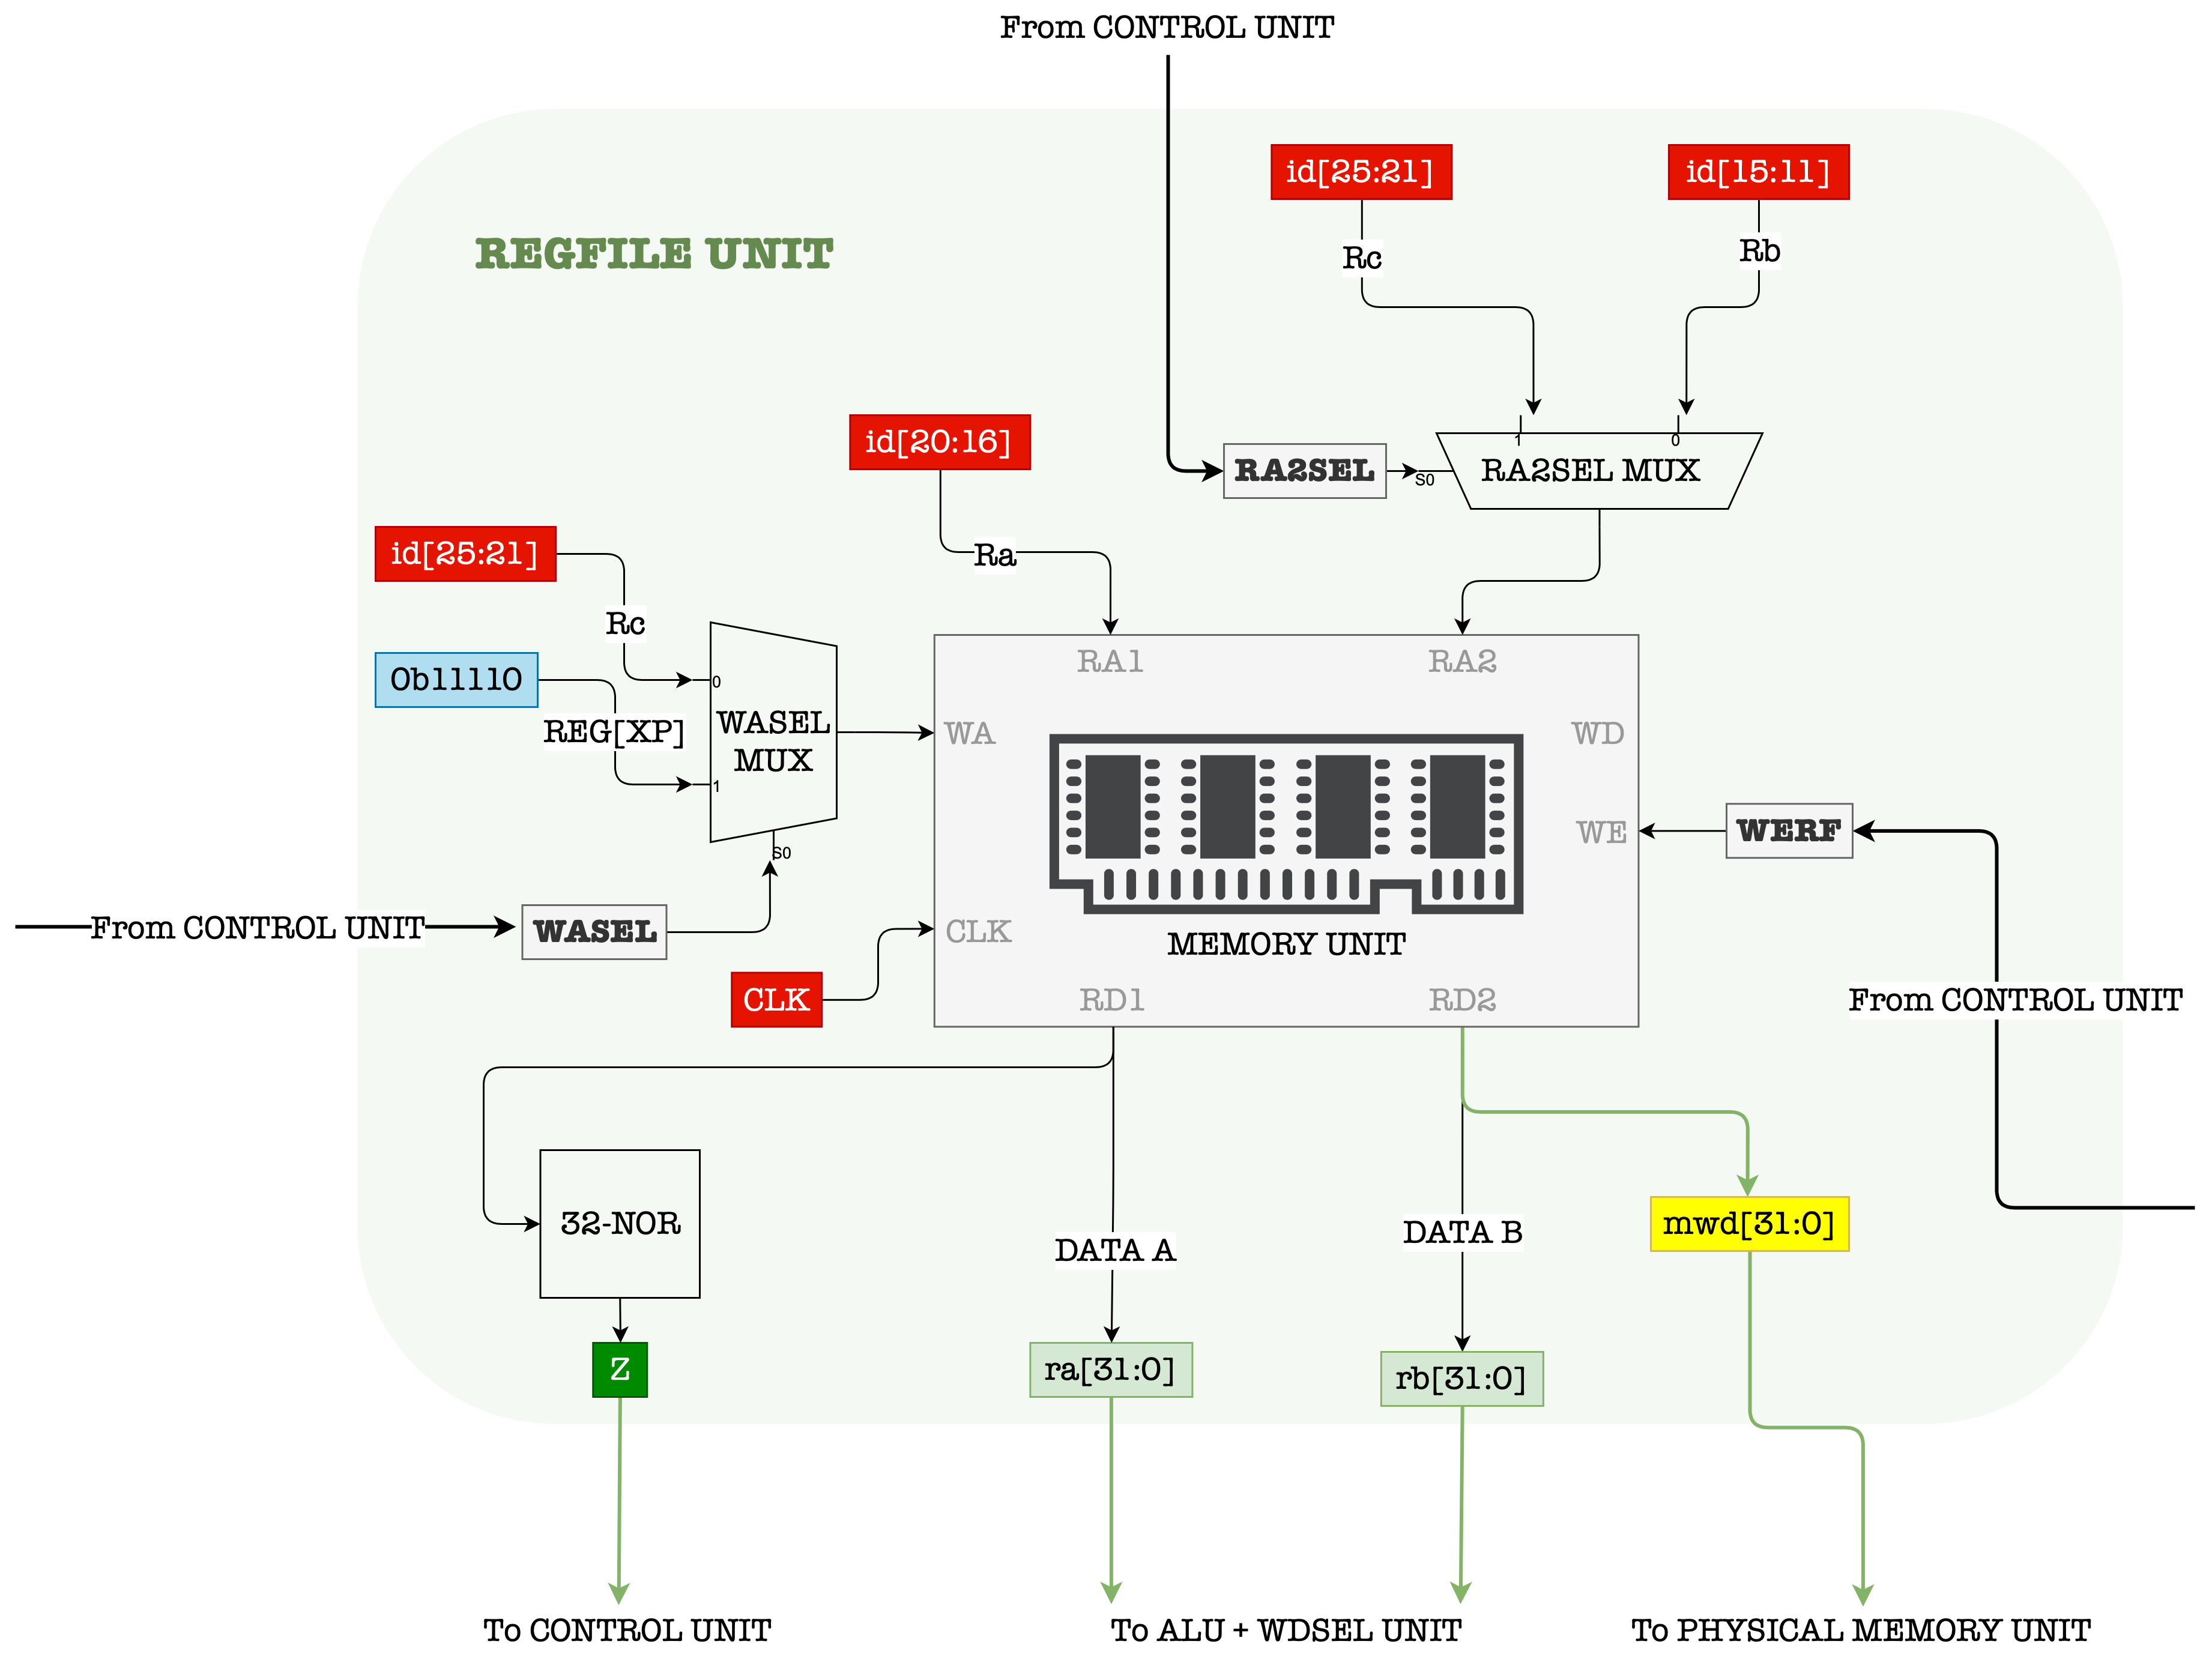 From CONTROL UNIT
id[25:21]
id[15:11]
REGFILE UNIT
Rc
Rb
id[20:16]
1
0
RA2SEL
S0
RA2SEL MUX
id[25:21]
Ra
Rc
0b11110
0
REG[XP]
1
WASEL
MUX
S0
RA1
RA2
WA
WD
WE
WERF
From CONTROL UNIT
WASEL
CLK
MEMORY UNIT
CLK
RD1
RD2
From CONTROL UNIT
32-NOR
DATA A
DATA B
mwd[31:0]
Z
ra[31:0]
rb[31:0]
To CONTROL UNIT
To ALU + WDSEL UNIT
To PHYSICAL MEMORY UNIT